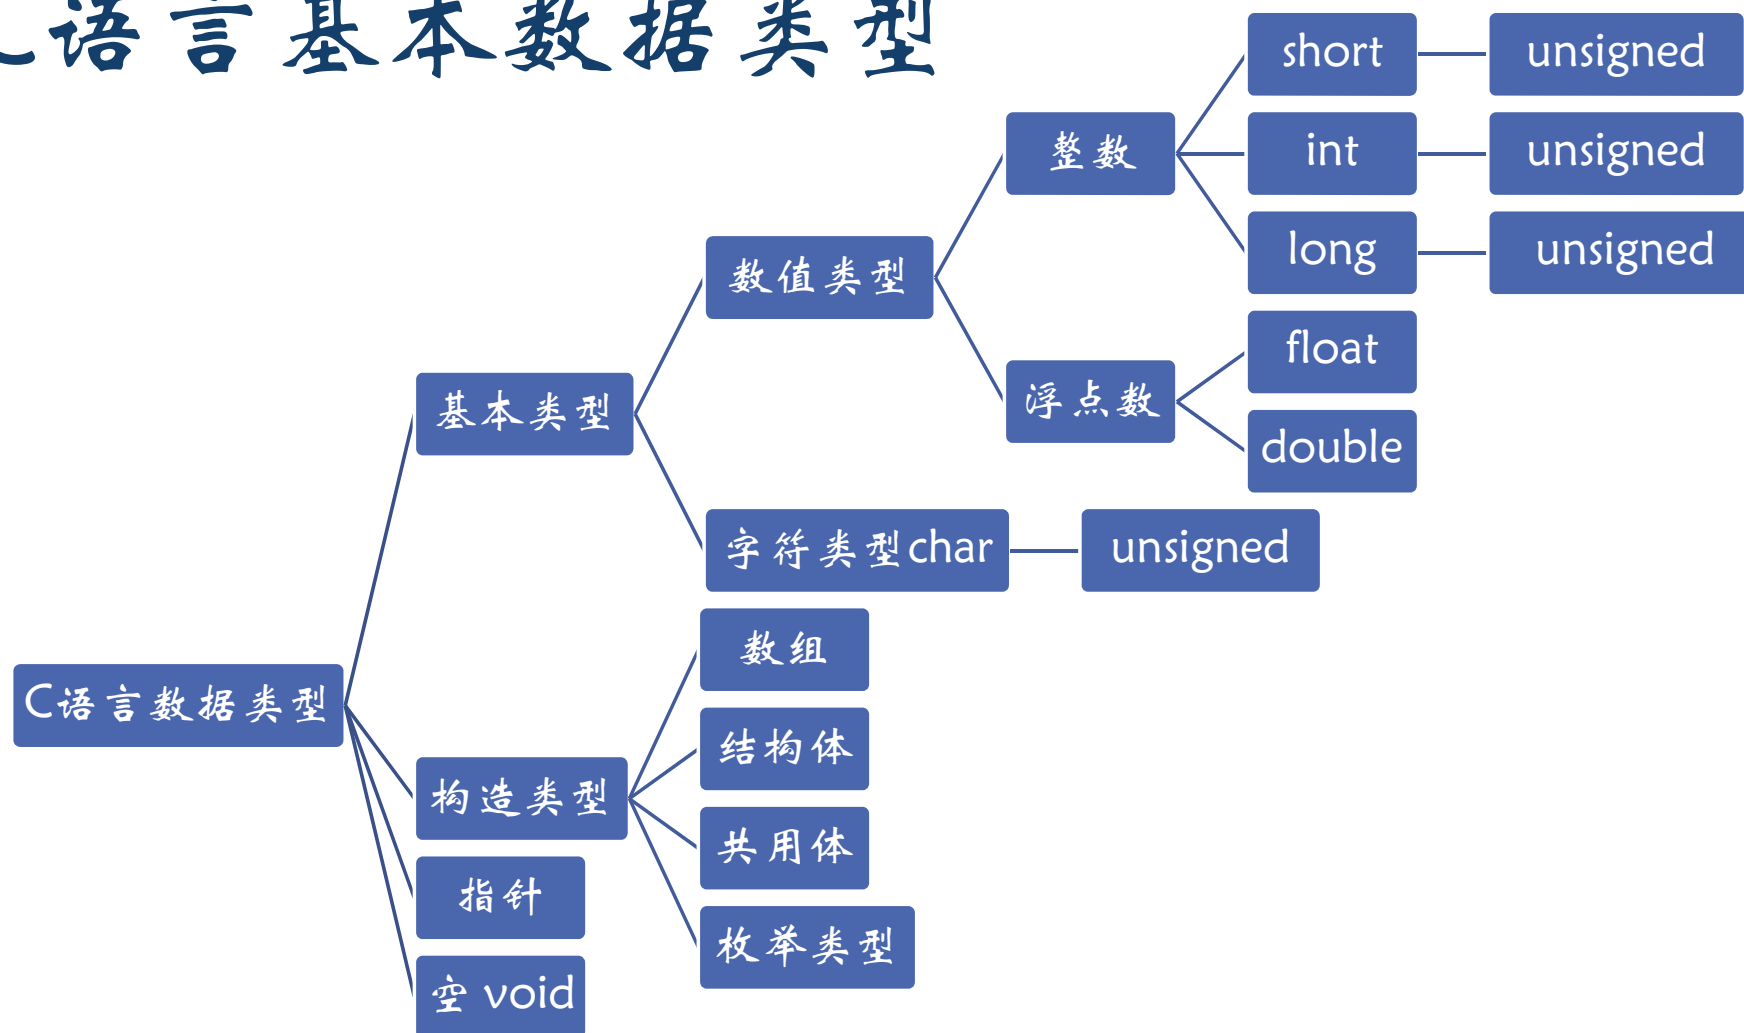 C语言基本数据类型
short
unsigned
整数
int
unsigned
long
unsigned
数值类型
float
浮点数
double
基本类型
字符类型char
unsigned
数组
C语言数据类型
结构体
构造类型
共用体
指针
枚举类型
空 void